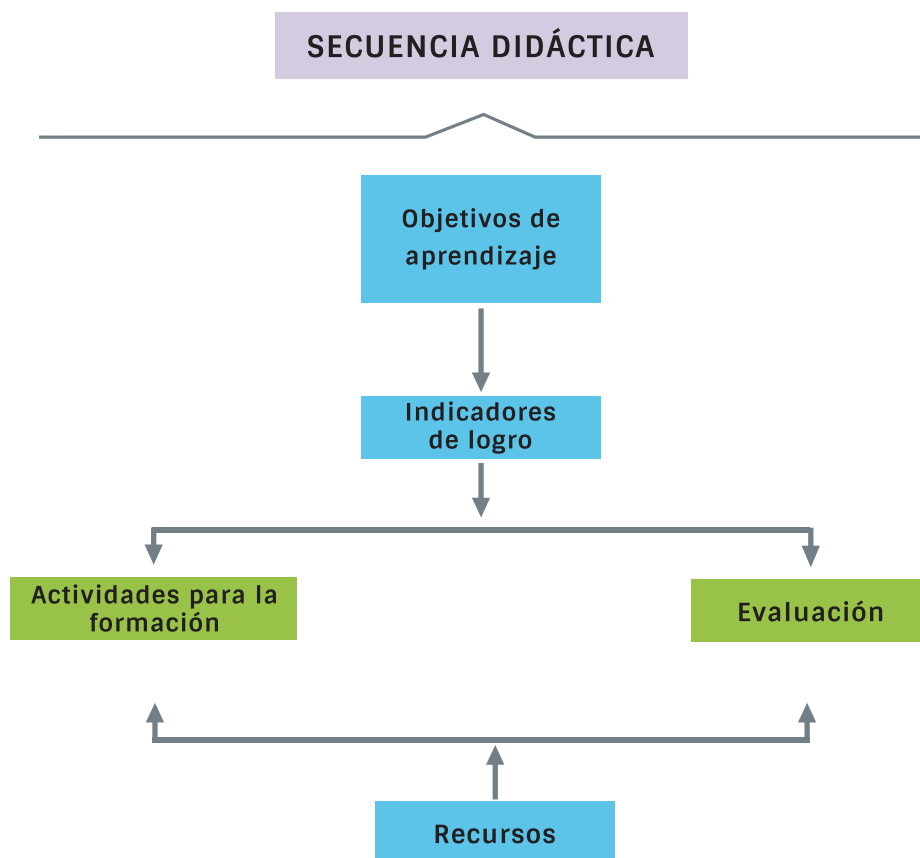 SECUENCIA DIDÁCTICA
Objetivos de
aprendizaje
Indicadores
de logro
Actividades para la
formación
Evaluación
Recursos